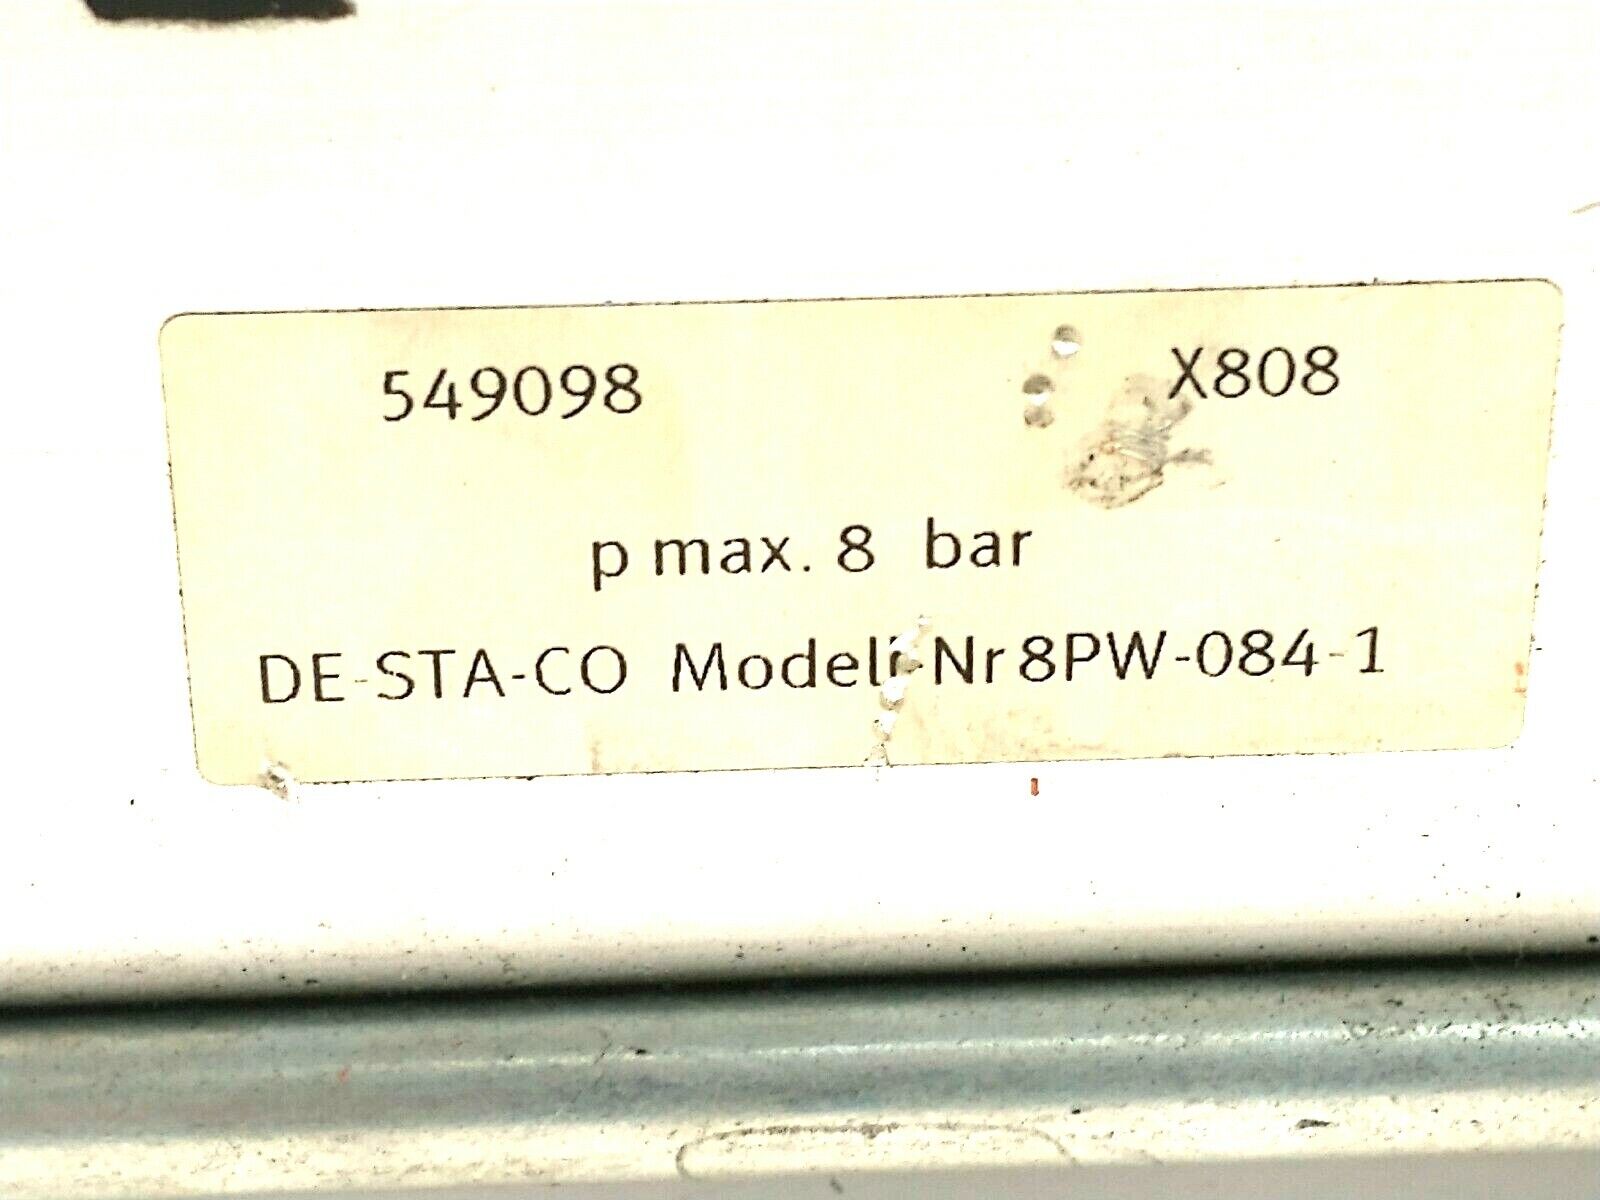 549098 X808
p max. 8 bar
DE-STA-CO Modell-Nr 8PW-084-1